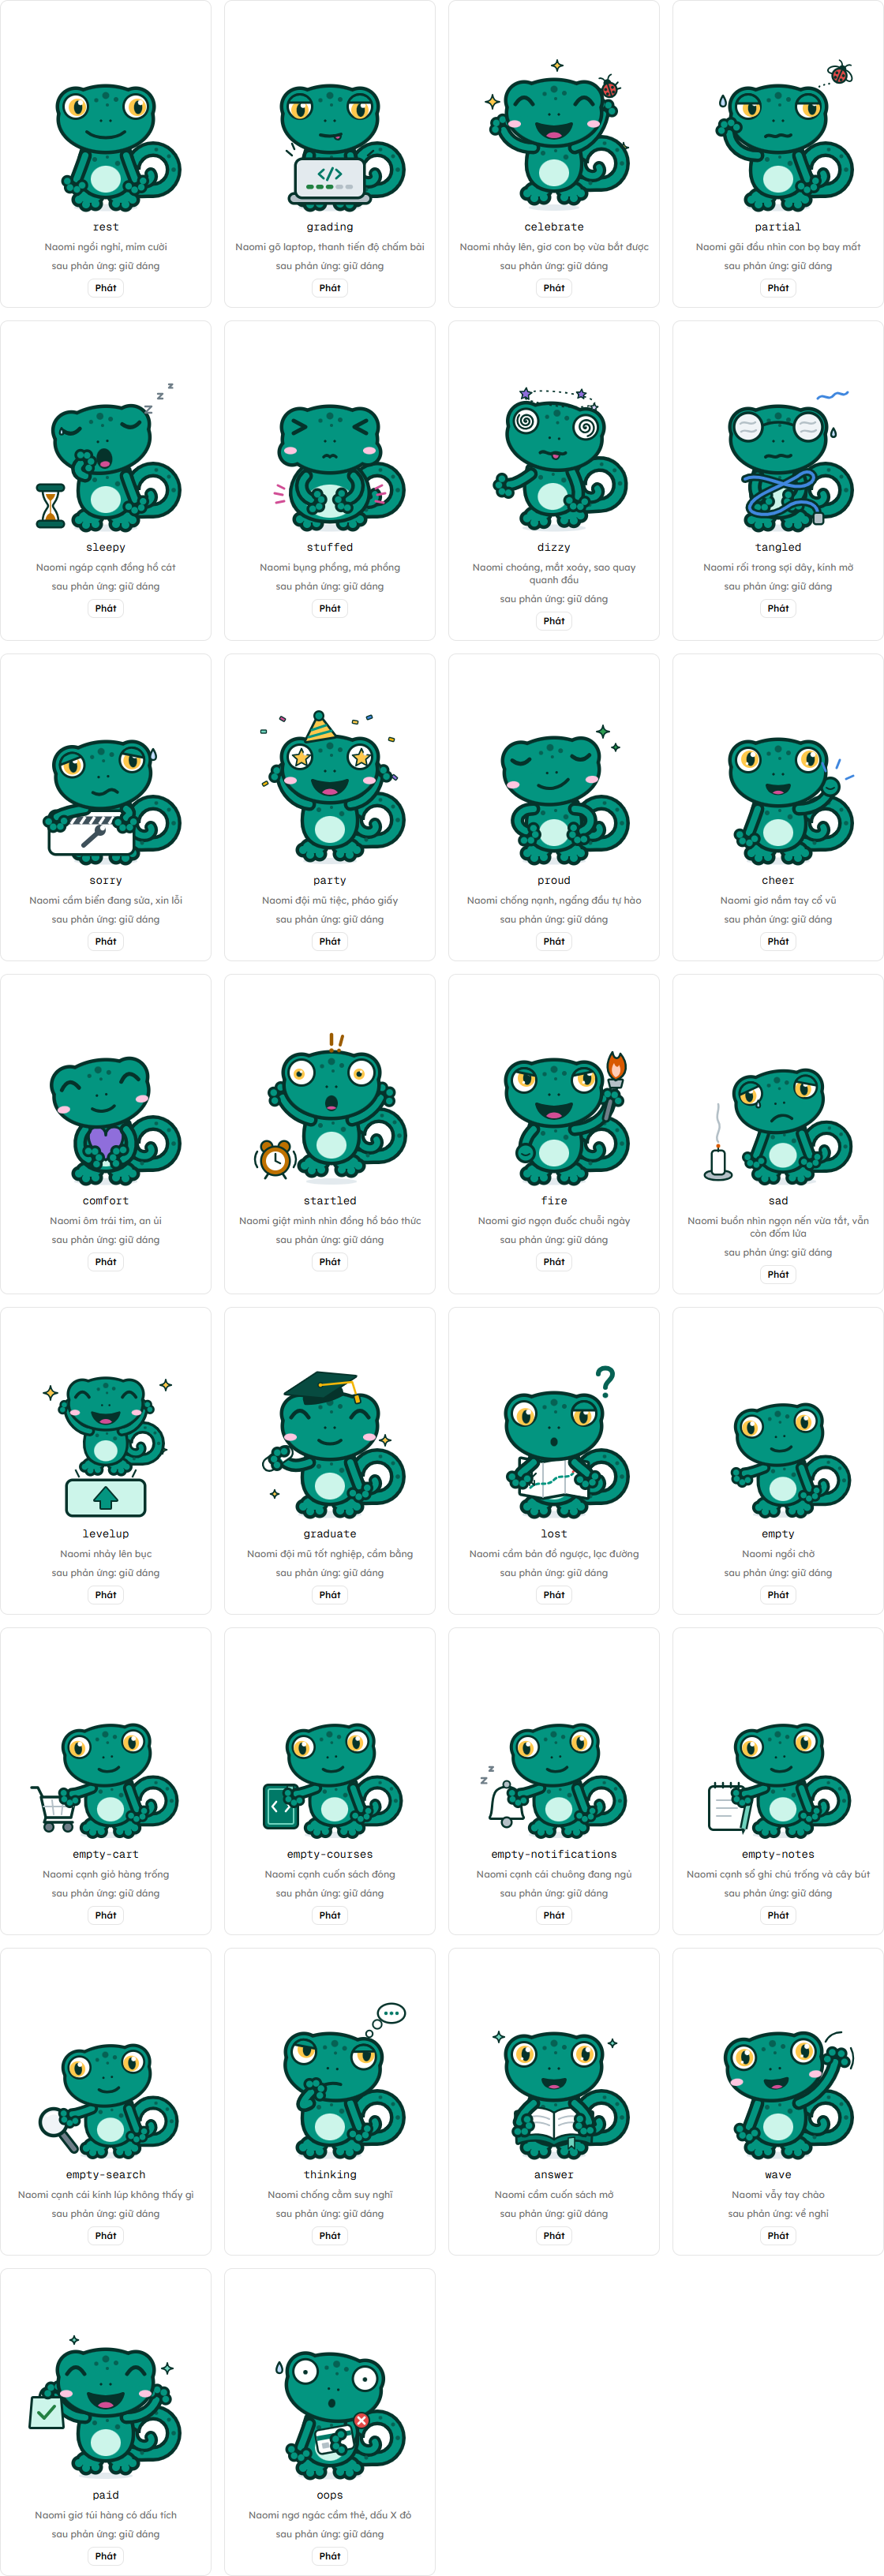 rest
Naomi ngồi nghỉ, mỉm cười
sau phản ứng: giữ dáng
Phát
</>
grading
Naomi gõ laptop, thanh tiến độ chấm bài
sau phản ứng: giữ dáng
Phát
celebrate
Naomi nhảy lên, giơ con bọ vừa bắt được
sau phản ứng: giữ dáng
Phát
partial
Naomi gãi đầu nhìn con bọ bay mất
sau phản ứng: giữ dáng
Phát
z z z
sleepy
Naomi ngáp cạnh đồng hồ cát
sau phản ứng: giữ dáng
Phát
stuffed
Naomi bụng phồng, má phồng
sau phản ứng: giữ dáng
Phát
dizzy
Naomi choáng, mắt xoáy, sao quay
quanh đầu
sau phản ứng: giữ dáng
Phát
tangled
Naomi rối trong sợi dây, kính mờ
sau phản ứng: giữ dáng
Phát
sorry
Naomi cầm biển đang sửa, xin lỗi
sau phản ứng: giữ dáng
Phát
party
Naomi đội mũ tiệc, pháo giấy
sau phản ứng: giữ dáng
Phát
proud
Naomi chống nạnh, ngẩng đầu tự hào
sau phản ứng: giữ dáng
Phát
cheer
Naomi giơ nắm tay cổ vũ
sau phản ứng: giữ dáng
Phát
comfort
Naomi ôm trái tim, an ủi
sau phản ứng: giữ dáng
Phát
!!
startled
Naomi giật mình nhìn đồng hồ báo thức
sau phản ứng: giữ dáng
Phát
fire
Naomi giơ ngọn đuốc chuỗi ngày
sau phản ứng: giữ dáng
Phát
sad
Naomi buồn nhìn ngọn nến vừa tắt, vẫn
còn đốm lửa
sau phản ứng: giữ dáng
Phát
levelup
Naomi nhảy lên bục
sau phản ứng: giữ dáng
Phát
graduate
Naomi đội mũ tốt nghiệp, cầm bằng
sau phản ứng: giữ dáng
Phát
?
lost
Naomi cầm bản đồ ngược, lạc đường
sau phản ứng: giữ dáng
Phát
empty
Naomi ngồi chờ
sau phản ứng: giữ dáng
Phát
empty-cart
Naomi cạnh giỏ hàng trống
sau phản ứng: giữ dáng
Phát
< >
empty-courses
Naomi cạnh cuốn sách đóng
sau phản ứng: giữ dáng
Phát
z z
empty-notifications
Naomi cạnh cái chuông đang ngủ
sau phản ứng: giữ dáng
Phát
empty-notes
Naomi cạnh sổ ghi chú trống và cây bút
sau phản ứng: giữ dáng
Phát
empty-search
Naomi cạnh cái kính lúp không thấy gì
sau phản ứng: giữ dáng
Phát
thinking
Naomi chống cằm suy nghĩ
sau phản ứng: giữ dáng
Phát
answer
Naomi cầm cuốn sách mở
sau phản ứng: giữ dáng
Phát
wave
Naomi vẫy tay chào
sau phản ứng: về nghỉ
Phát
paid
Naomi giơ túi hàng có dấu tích
sau phản ứng: giữ dáng
Phát
oops
Naomi ngơ ngác cầm thẻ, dấu X đỏ
sau phản ứng: giữ dáng
Phát